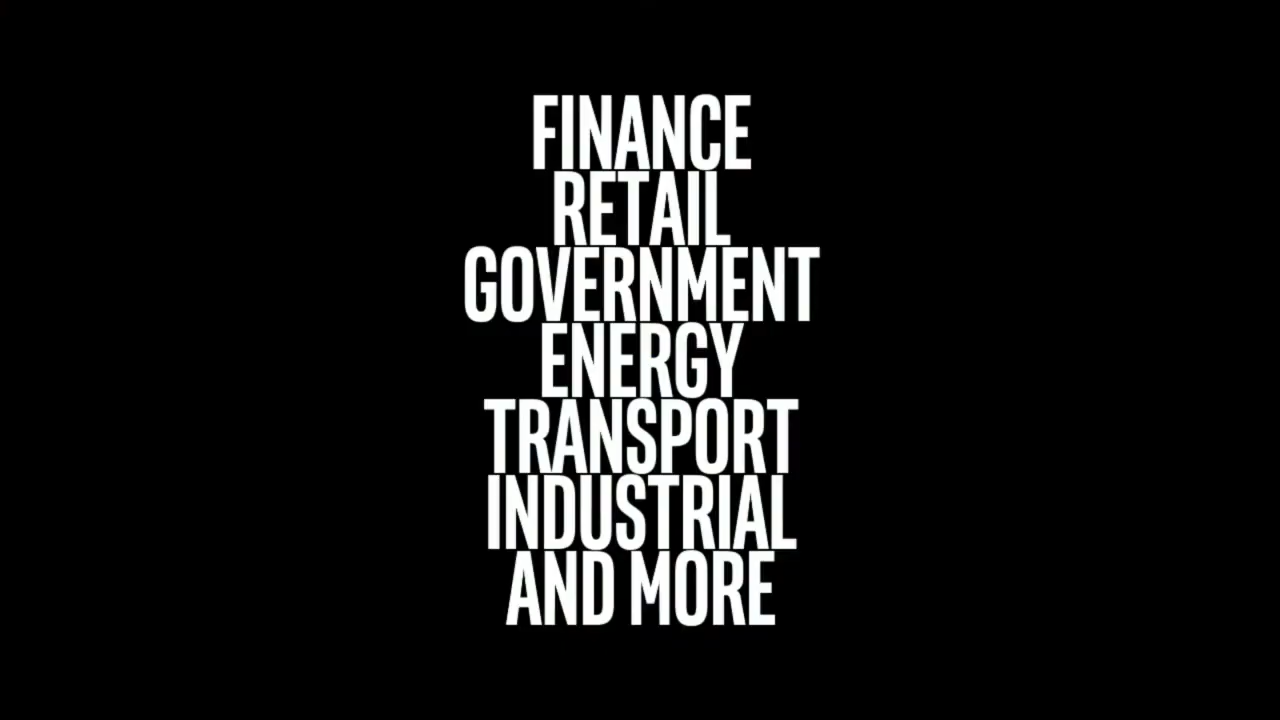 FINANCE
RETAIL
GOVERNMENT
ENERGY
TRANSPORT
INDUSTRIAL
AND MORE